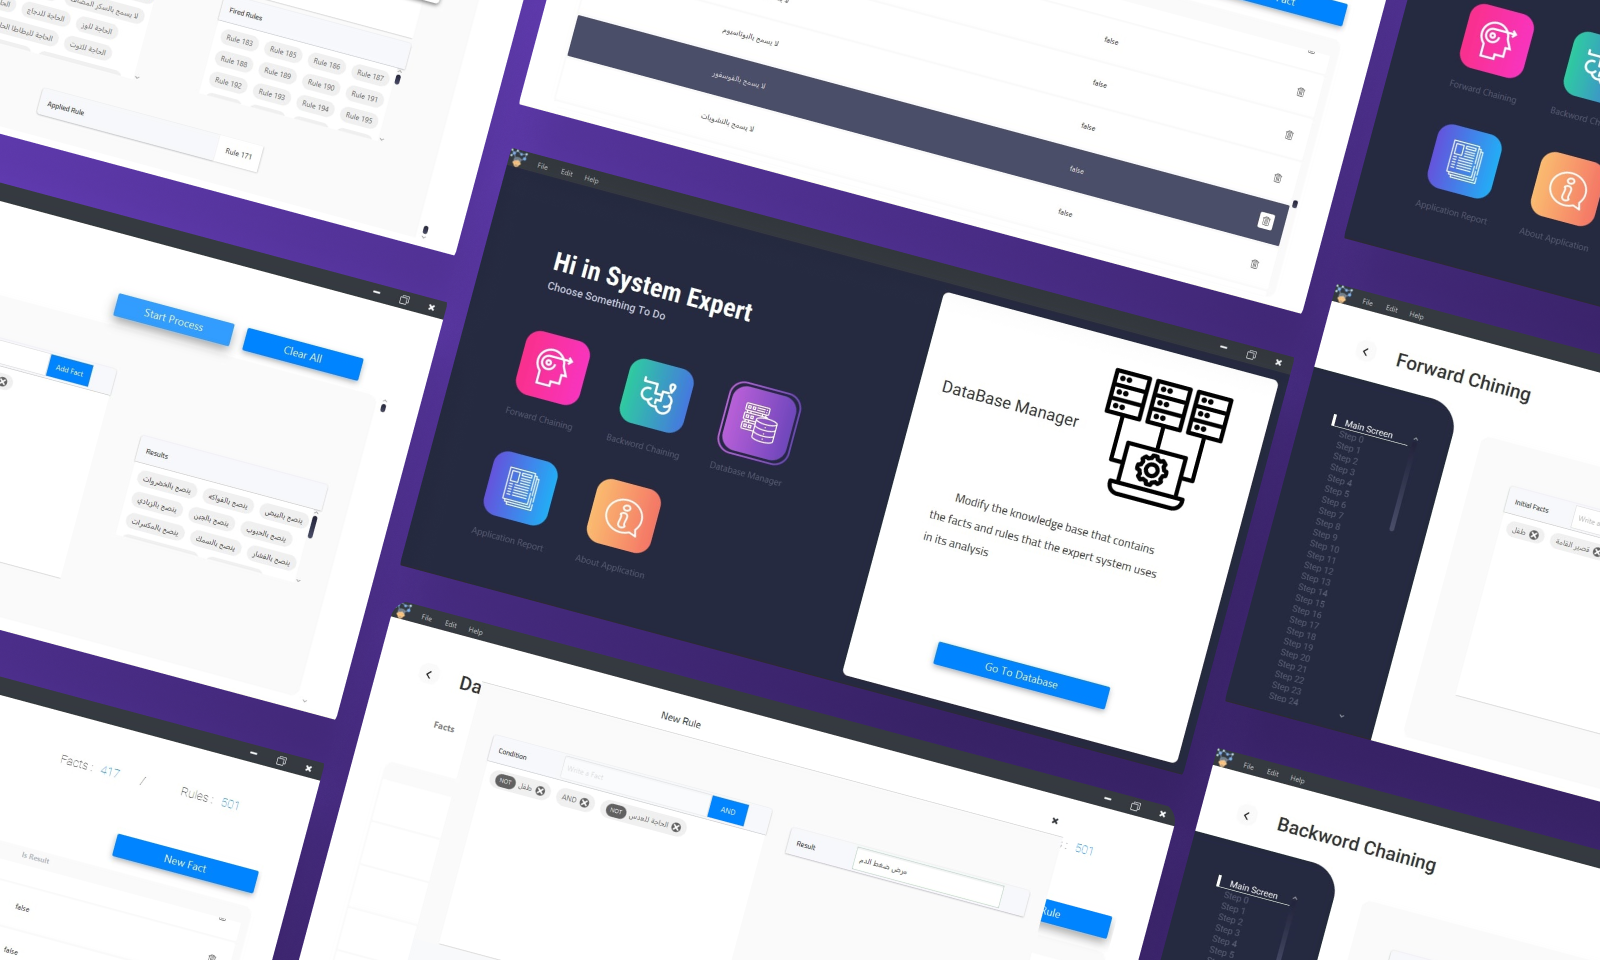 لا يسمح بالسكر المضاف
الحاجة للدجاج
الحاجة للوز
الحاجة للبطاطا الحلوة
الحاجة للتوت
Fired Rules
Rule 183
Rule 185
Rule 186
Rule 187
Rule 188
Rule 189
Rule 190
Rule 191
Rule 192
Rule 193
Rule 194
Rule 195
Applied Rule
Rule 171
لا يسمح بالبوتاسيوم
false
لا يسمح بالفوسفور
false
لا يسمح بالنشويات
false
false
false
Forward Chaining
Backword Ch
Application Report
About Application
Start Process
Clear All
Add Fact
Results
ينصح بالبيض
ينصح بالفواكه
ينصح بالخضروات
ينصح بالحبوب
ينصح بالجبن
ينصح بالزبادي
ينصح بالفشار
ينصح بالسمك
ينصح بالمكسرات
File Edit Help
Hi in System Expert
Choose Something To Do
Forward Chaining
Backword Chaining
Database Manager
Application Report
About Application
DataBase Manager
Modify the knowledge base that contains
the facts and rules that the expert system uses
in its analysis
Go To Database
File Edit Help
Forward Chining
Main Screen
Step 0
Step 1
Step 2
Step 3
Step 4
Step 5
Step 6
Step 7
Step 8
Step 9
Step 10
Step 11
Step 12
Step 13
Step 14
Step 15
Step 16
Step 17
Step 18
Step 19
Step 20
Step 21
Step 22
Step 23
Step 24
Initial Facts
Write a
طفل
قصير القامة
Facts : 417 / Rules : 501
New Fact
Is Result
false
false
File Edit Help
Da
Facts
New Rule
Condition
Write a Fact
AND
NOT طفل
AND
NOT الحاجة للعدس
Result
مرض ضغط الدم
: 501
Rule
File Edit Help
Backword Chaining
Main Screen
Step 0
Step 1
Step 2
Step 3
Step 4
Step 5